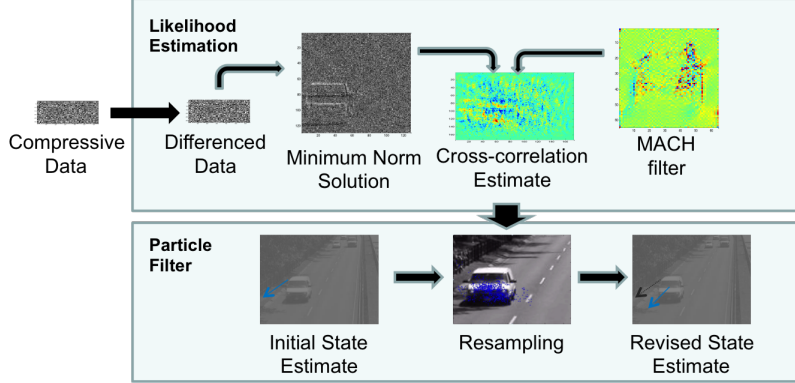 Likelihood
Estimation
Compressive
Data
Differenced
Data
Minimum Norm
Solution
Cross-correlation
Estimate
MACH
filter
Particle
Filter
Initial State
Estimate
Resampling
Revised State
Estimate